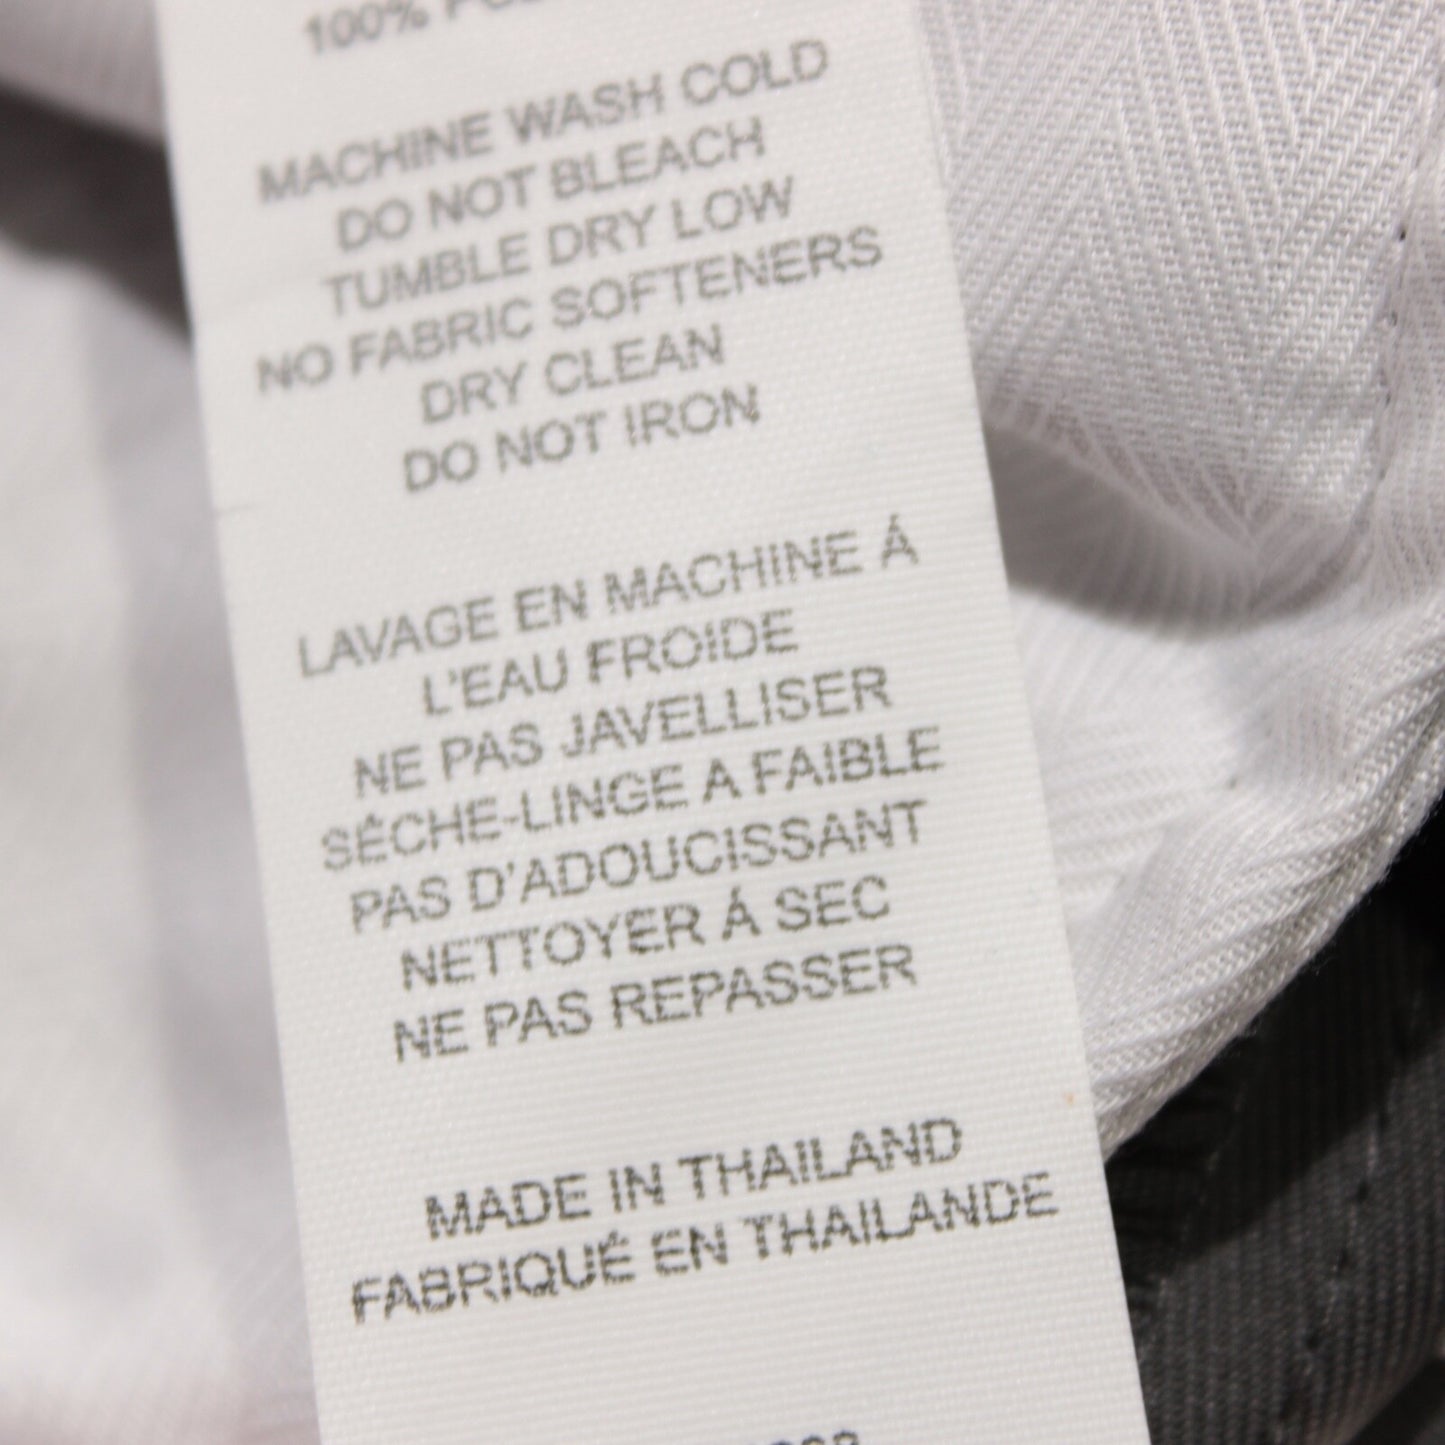 100%
MACHINE WASH COLD
DO NOT BLEACH
TUMBLE DRY LOW
NO FABRIC SOFTENERS
DRY CLEAN
DO NOT IRON
LAVAGE EN MACHINE Á
L'EAU FROIDE
NE PAS JAVELLISER
SÉCHE-LINGE A FAIBLE
PAS D'ADOUCISSANT
NETTOYER Á SEC
NE PAS REPASSER
MADE IN THAILAND
FABRIQUÉ EN THAILANDE